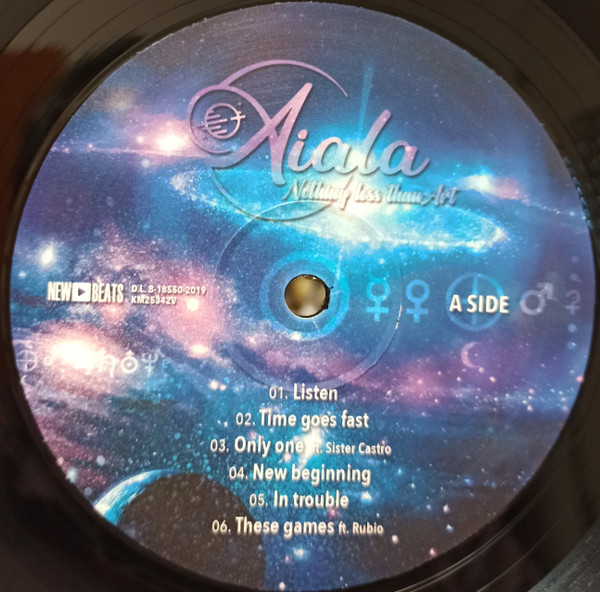 Aiala
Nothing less than Art
NEW BEATS
D.L. B-18550-2019
KM25342V
A SIDE
01. Listen
02. Time goes fast
03. Only one ft. Sister Castro
04. New beginning
05. In trouble
06. These games ft. Rubio